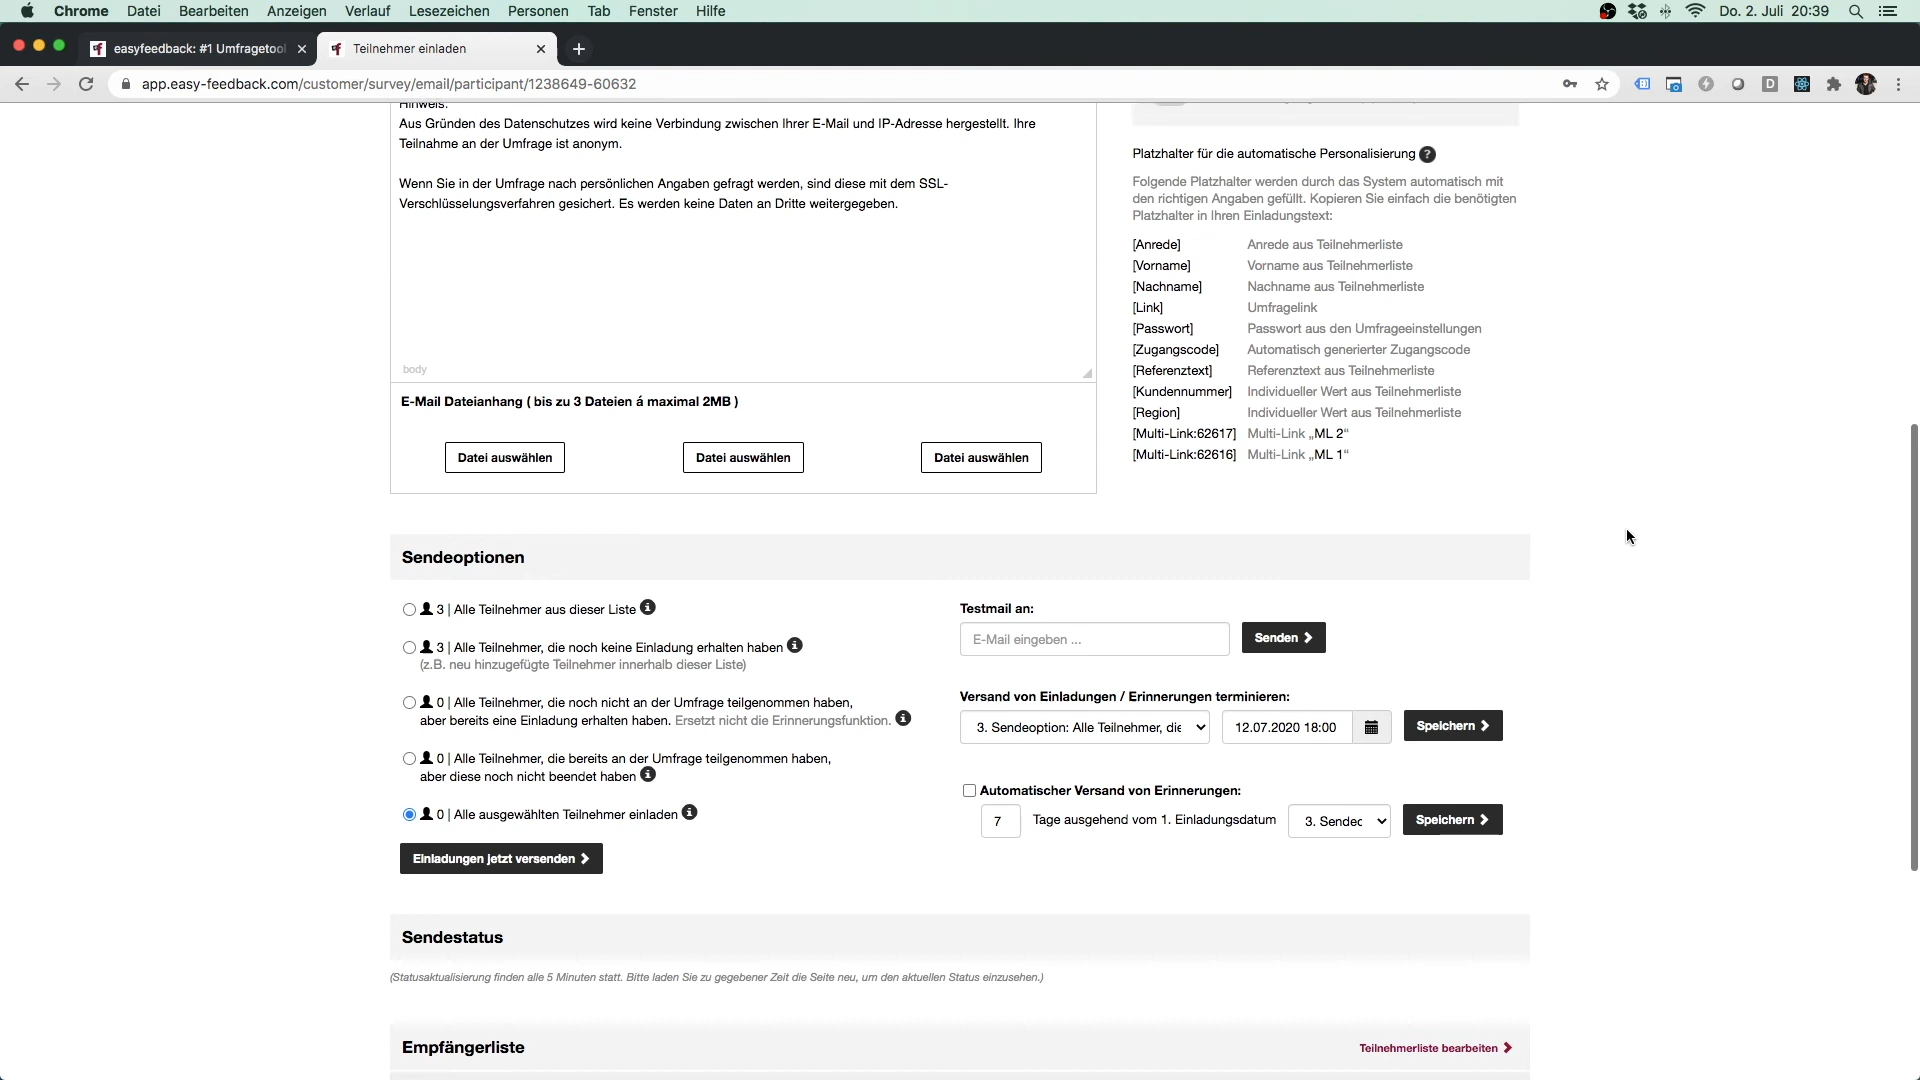 Chrome Datei Bearbeiten Anzeigen Verlauf Lesezeichen Personen Tab Fenster Hilfe Do. 2. Juli 20:39
easyfeedback: #1 Umfragetool Teilnehmer einladen
app.easy-feedback.com/customer/survey/email/participant/1238649-60632
Hinweis:
Aus Gründen des Datenschutzes wird keine Verbindung zwischen Ihrer E-Mail und IP-Adresse hergestellt. Ihre
Teilnahme an der Umfrage ist anonym.
Wenn Sie in der Umfrage nach persönlichen Angaben gefragt werden, sind diese mit dem SSL-
Verschlüsselungsverfahren gesichert. Es werden keine Daten an Dritte weitergegeben.
body
E-Mail Dateianhang ( bis zu 3 Dateien á maximal 2MB )
Datei auswählen Datei auswählen Datei auswählen
Platzhalter für die automatische Personalisierung ?
Folgende Platzhalter werden durch das System automatisch mit
den richtigen Angaben gefüllt. Kopieren Sie einfach die benötigten
Platzhalter in Ihren Einladungstext:
[Anrede] Anrede aus Teilnehmerliste
[Vorname] Vorname aus Teilnehmerliste
[Nachname] Nachname aus Teilnehmerliste
[Link] Umfragelink
[Passwort] Passwort aus den Umfrageeinstellungen
[Zugangscode] Automatisch generierter Zugangscode
[Referenztext] Referenztext aus Teilnehmerliste
[Kundennummer] Individueller Wert aus Teilnehmerliste
[Region] Individueller Wert aus Teilnehmerliste
[Multi-Link:62617] Multi-Link „ML 2“
[Multi-Link:62616] Multi-Link „ML 1“
Sendeoptionen
3 | Alle Teilnehmer aus dieser Liste
3 | Alle Teilnehmer, die noch keine Einladung erhalten haben
(z.B. neu hinzugefügte Teilnehmer innerhalb dieser Liste)
0 | Alle Teilnehmer, die noch nicht an der Umfrage teilgenommen haben,
aber bereits eine Einladung erhalten haben. Ersetzt nicht die Erinnerungsfunktion.
0 | Alle Teilnehmer, die bereits an der Umfrage teilgenommen haben,
aber diese noch nicht beendet haben
0 | Alle ausgewählten Teilnehmer einladen
Einladungen jetzt versenden
Testmail an:
E-Mail eingeben ... Senden
Versand von Einladungen / Erinnerungen terminieren:
3. Sendeoption: Alle Teilnehmer, die 12.07.2020 18:00 Speichern
Automatischer Versand von Erinnerungen:
7 Tage ausgehend vom 1. Einladungsdatum 3. Sendec Speichern
Sendestatus
(Statusaktualisierung finden alle 5 Minuten statt. Bitte laden Sie zu gegebener Zeit die Seite neu, um den aktuellen Status einzusehen.)
Empfängerliste Teilnehmerliste bearbeiten